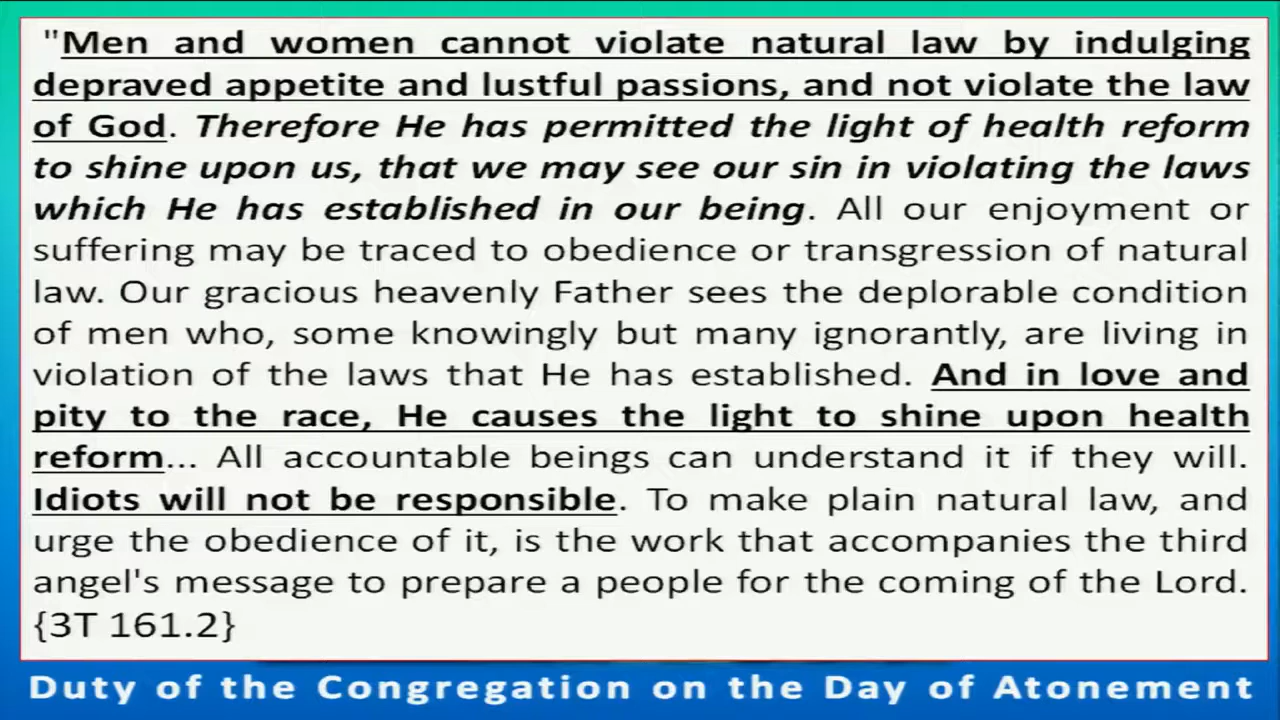 "Men and women cannot violate natural law by indulging
depraved appetite and lustful passions, and not violate the law
of God. Therefore He has permitted the light of health reform
to shine upon us, that we may see our sin in violating the laws
which He has established in our being. All our enjoyment or
suffering may be traced to obedience or transgression of natural
law. Our gracious heavenly Father sees the deplorable condition
of men who, some knowingly but many ignorantly, are living in
violation of the laws that He has established. And in love and
pity to the race, He causes the light to shine upon health
reform... All accountable beings can understand it if they will.
Idiots will not be responsible. To make plain natural law, and
urge the obedience of it, is the work that accompanies the third
angel's message to prepare a people for the coming of the Lord.
{3T 161.2}
Duty of the Congregation on the Day of Atonement